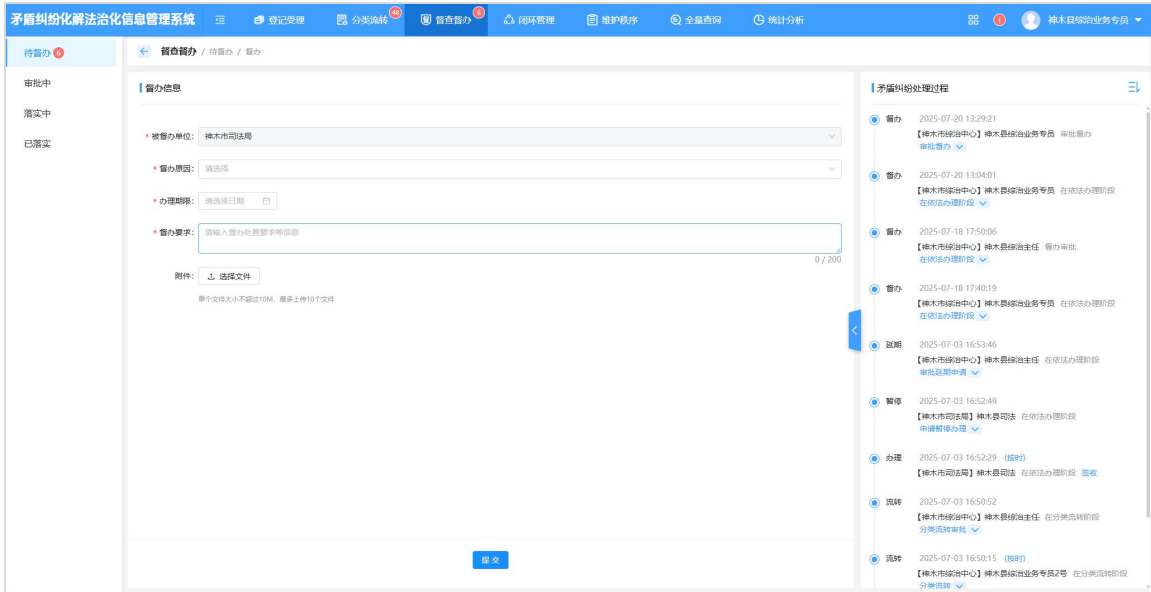 矛盾纠纷化解法治化信息管理系统 登记受理 分类流转 48 督查督办 6 闭环管理 维护秩序 全量查询 统计分析 神木县综治业务专员
待督办 6
审批中
落实中
已落实
督查督办 / 待督办 / 督办
督办信息
* 被督办单位: 神木市司法局
* 督办原因: 请选择
* 办理期限: 请选择日期
* 督办要求: 请输入督办处置要求等信息
0 / 200
附件: 选择文件
单个文件大小不超过10M，最多上传10个文件
提交
矛盾纠纷处理过程
督办 2025-07-20 13:29:21
【神木市综治中心】神木县综治业务专员 审批督办
审批督办
督办 2025-07-20 13:04:01
【神木市综治中心】神木县综治业务专员 在依法办理阶段
在依法办理阶段
督办 2025-07-18 17:50:06
【神木市综治中心】神木县综治主任 督办审批
在依法办理阶段
督办 2025-07-18 17:40:19
【神木市综治中心】神木县综治业务专员 在依法办理阶段
在依法办理阶段
延期 2025-07-03 16:53:46
【神木市综治中心】神木县综治主任 在依法办理阶段
审批延期申请
暂停 2025-07-03 16:52:49
【神木市司法局】神木县司法 在依法办理阶段
申请暂停办理
办理 2025-07-03 16:52:29 (按时)
【神木市司法局】神木县司法 在依法办理阶段 签收
流转 2025-07-03 16:50:52
【神木市综治中心】神木县综治主任 在分类流转阶段
分类流转审批
流转 2025-07-03 16:50:15 (按时)
【神木市综治中心】神木县综治业务专员2号 在分类流转阶段
分类流转